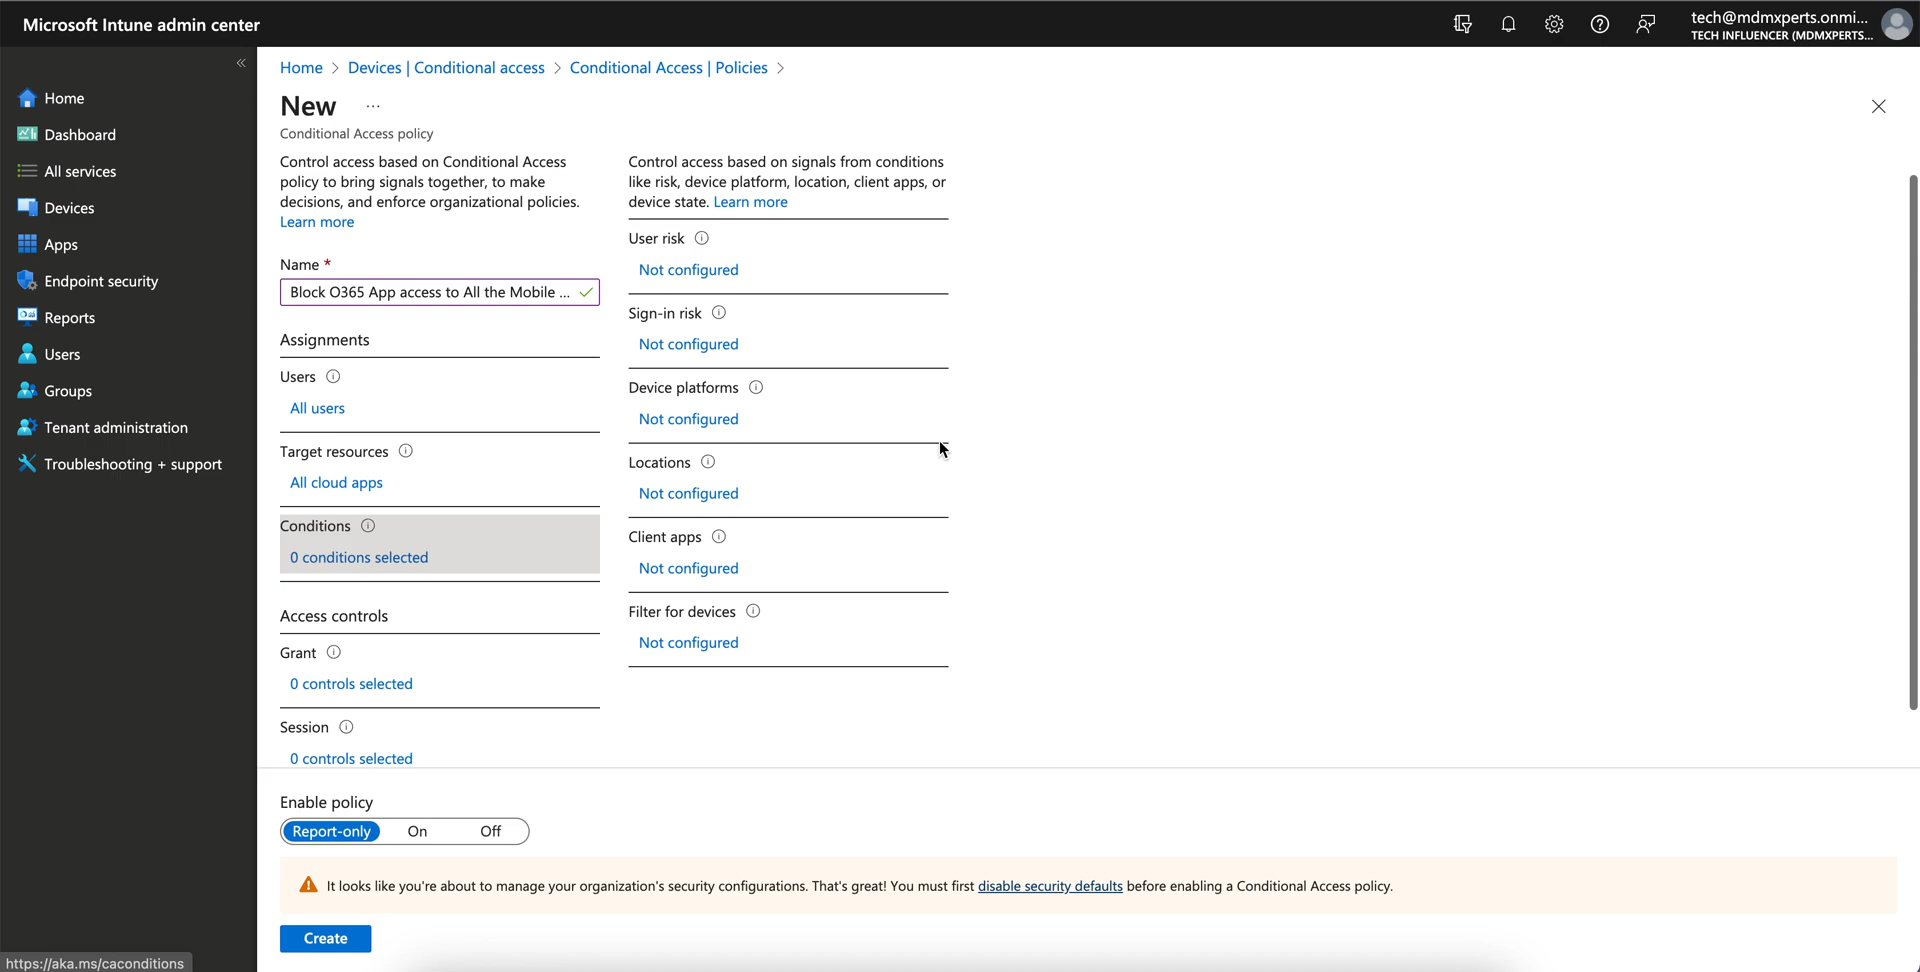 Microsoft Intune admin center
tech@mdmxperts.onmi...
TECH INFLUENCER (MDMXPERTS...
Home
Dashboard
All services
Devices
Apps
Endpoint security
Reports
Users
Groups
Tenant administration
Troubleshooting + support
https://aka.ms/caconditions
Home > Devices | Conditional access > Conditional Access | Policies >
New ...
Conditional Access policy
Control access based on Conditional Access
policy to bring signals together, to make
decisions, and enforce organizational policies.
Learn more
Name *
Block O365 App access to All the Mobile ...
Assignments
Users
All users
Target resources
All cloud apps
Conditions
0 conditions selected
Access controls
Grant
0 controls selected
Session
0 controls selected
Control access based on signals from conditions
like risk, device platform, location, client apps, or
device state. Learn more
User risk
Not configured
Sign-in risk
Not configured
Device platforms
Not configured
Locations
Not configured
Client apps
Not configured
Filter for devices
Not configured
Enable policy
Report-only On Off
It looks like you're about to manage your organization's security configurations. That's great! You must first disable security defaults before enabling a Conditional Access policy.
Create